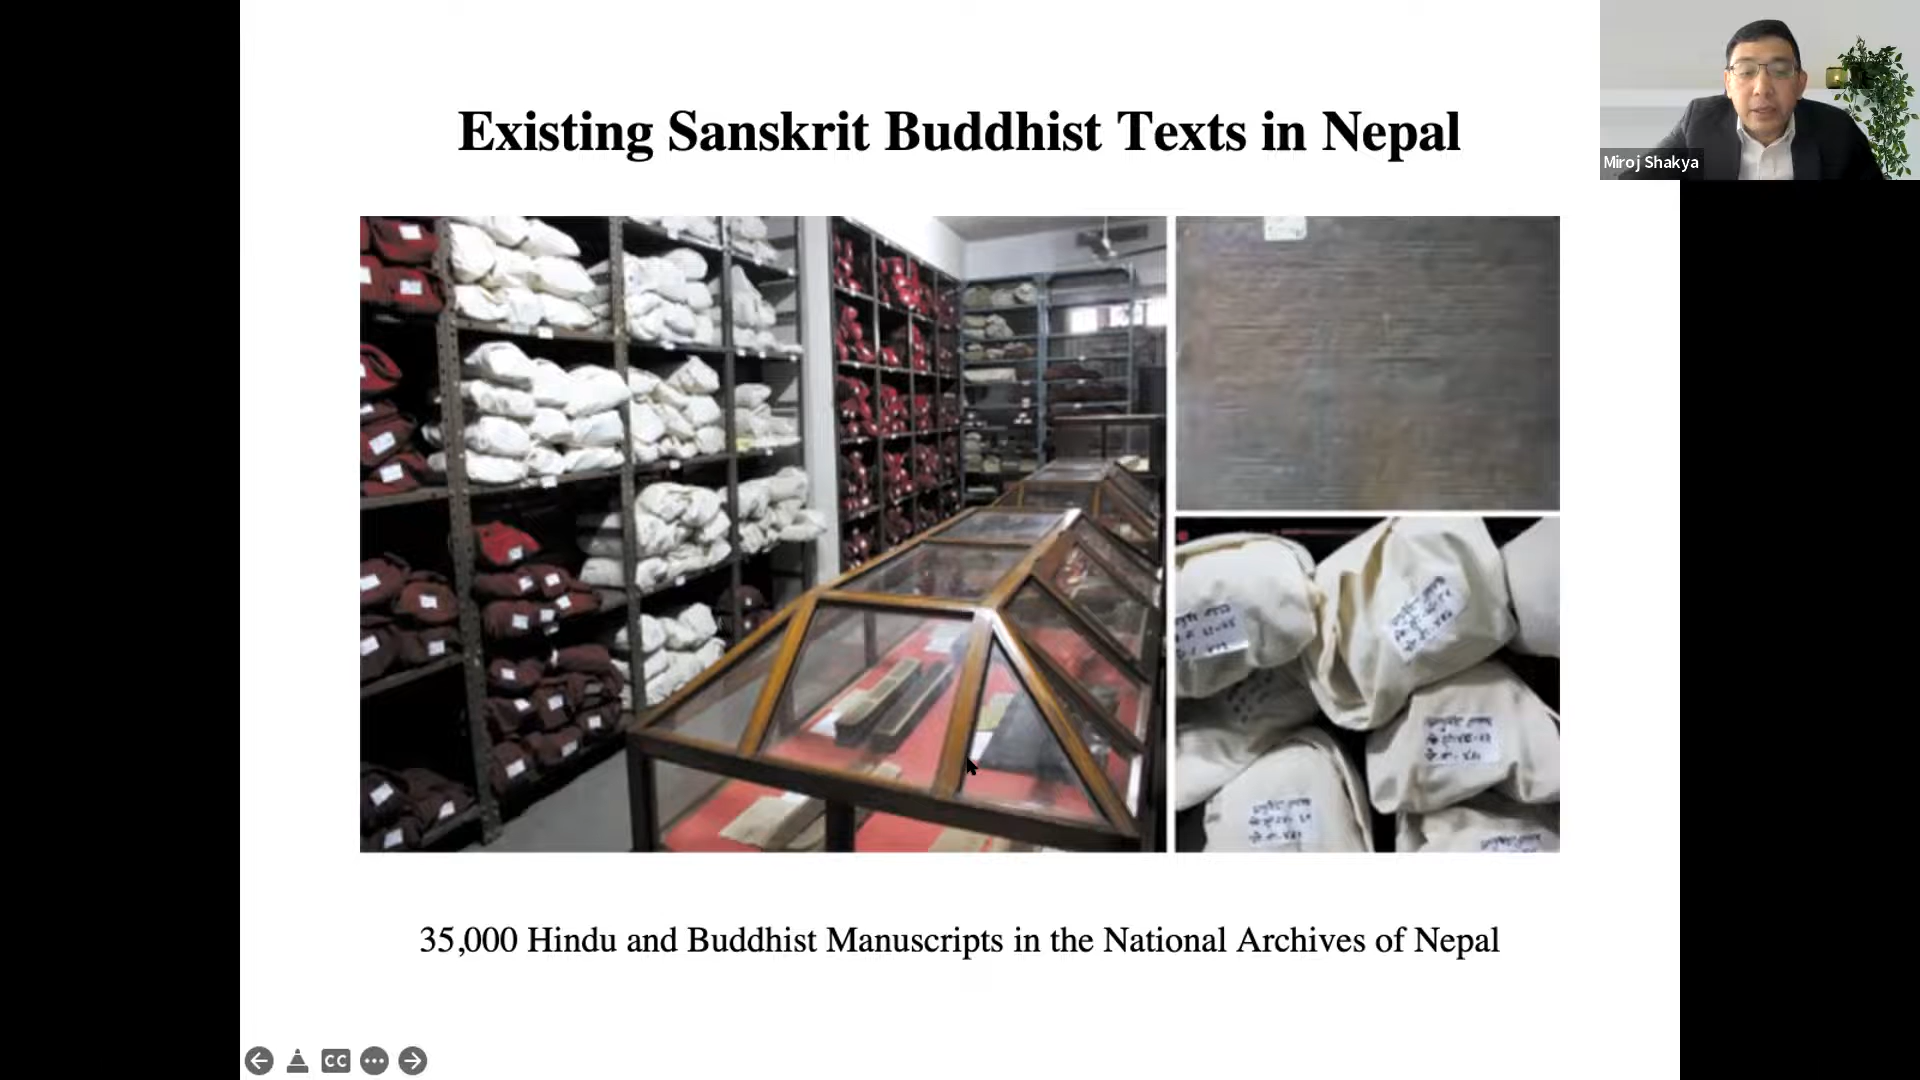 Existing Sanskrit Buddhist Texts in Nepal
Miroj Shakya
35,000 Hindu and Buddhist Manuscripts in the National Archives of Nepal
CC